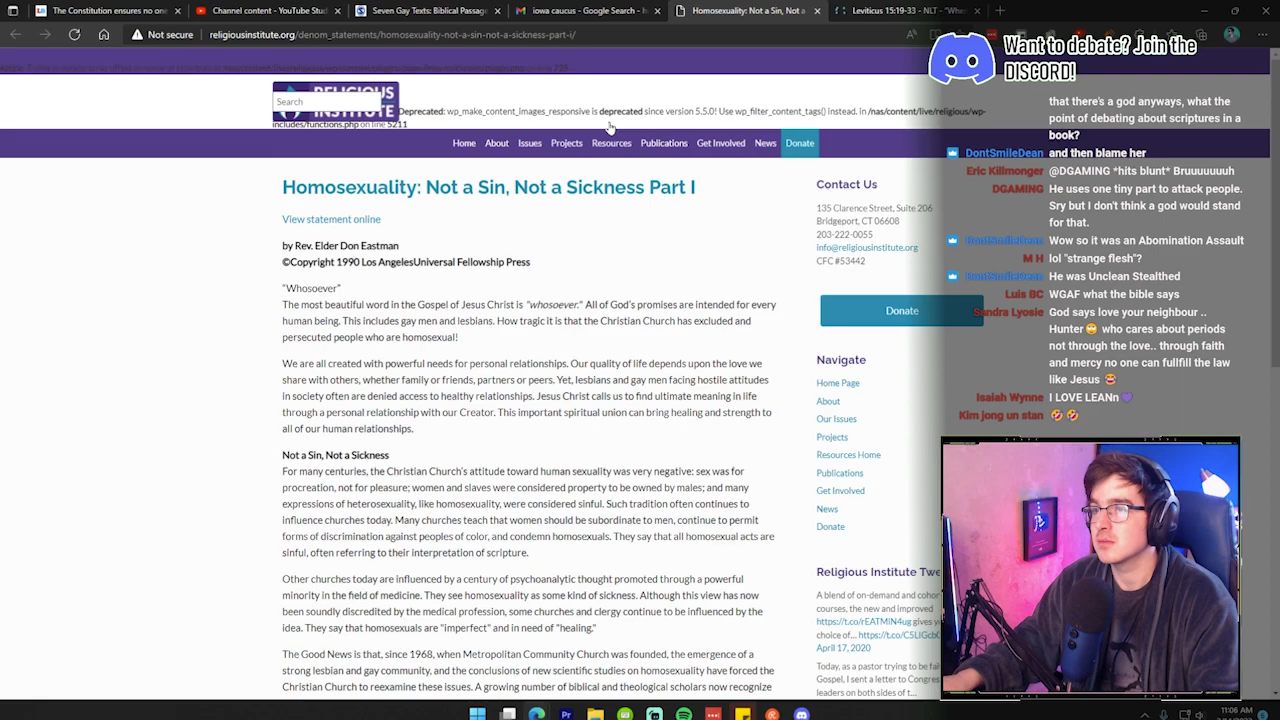 The Constitution ensures no one
Channel content - YouTube Stud
Seven Gay Texts: Biblical Passage
iowa caucus - Google Search - h
Homosexuality: Not a Sin, Not a
15:19:33 - Di
Not secure
religiousinstitute.org/denom_statements/homosexuality-not-a-sin-not-a-sickness-part-i/
RELIGIOUS
INSTITUTE
Search
Deprecated: wp_make_content_images_responsive is deprecated since version 5.5.0! Use wp_filter_content_tags() instead. in /nas/content/live/religious/wp-
includes/functions.php on line 5211
Home About Issues Projects Resources Publications Get Involved News Donate
Homosexuality: Not a Sin, Not a Sickness Part I
View statement online
by Rev. Elder Don Eastman
©Copyright 1990 Los AngelesUniversal Fellowship Press
“Whosoever”
The most beautiful word in the Gospel of Jesus Christ is “whosoever.” All of God’s promises are intended for every
human being. This includes gay men and lesbians. How tragic it is that the Christian Church has excluded and
persecuted people who are homosexual!
We are all created with powerful needs for personal relationships. Our quality of life depends upon the love we
share with others, whether family or friends, partners or peers. Yet, lesbians and gay men facing hostile attitudes
in society often are denied access to healthy relationships. Jesus Christ calls us to find ultimate meaning in life
through a personal relationship with our Creator. This important spiritual union can bring healing and strength to
all of our human relationships.
Not a Sin, Not a Sickness
For many centuries, the Christian Church’s attitude toward human sexuality was very negative: sex was for
procreation, not for pleasure; women and slaves were considered property to be owned by males; and many
expressions of heterosexuality, like homosexuality, were considered sinful. Such tradition often continues to
influence churches today. Many churches teach that women should be subordinate to men, continue to permit
forms of discrimination against peoples of color, and condemn homosexuals. They say that all homosexual acts are
sinful, often referring to their interpretation of scripture.
Other churches today are influenced by a century of psychoanalytic thought promoted through a powerful
minority in the field of medicine. They see homosexuality as some kind of sickness. Although this view has now
been soundly discredited by the medical profession, some churches and clergy continue to be influenced by the
idea. They say that homosexuals are "imperfect" and in need of "healing."
The Good News is that, since 1968, when Metropolitan Community Church was founded, the emergence of a
strong lesbian and gay community, and the conclusions of new scientific studies on homosexuality have forced the
Christian Church to reexamine these issues. A growing number of biblical and theological scholars now recognize
Contact Us
135 Clarence Street, Suite 206
Bridgeport, CT 06608
203-222-0055
info@religiousinstitute.org
CFC #53442
Donate
Navigate
Home Page
About
Our Issues
Projects
Resources Home
Publications
Get Involved
News
Donate
Religious Institute Twe
A blend of on-demand and cohor
courses, the new and improved
https://t.co/rEATMIN4ug gives y
choice of... https://t.co/C5LIGcb
April 17, 2020
Today, as a pastor trying to be fai
Gospel, I sent a letter to Congres
leaders on both sides of t...
Want to debate? Join the
DISCORD!
that there's a god anyways, what the
point of debating about scriptures in a
book?
DontSmileDean and then blame her
Eric Killmonger @DGAMING *hits blunt* Bruuuuuuuh
DGAMING He uses one tiny part to attack people.
Sry but I don't think a god would stand
for that.
DontSmileDean Wow so it was an Abomination Assault
M H lol "strange flesh"?
DontSmileDean He was Unclean Stealthed
Luis BC WGAF what the bible says
Sandra Lyosie God says love your neighbour ..
Hunter 🙄 who cares about periods
not through the love.. through faith
and mercy no one can fullfill the law
like Jesus 🥰
Isaiah Wynne I LOVE LEANn 💜
Kim jong un stan 🤣 🤣
11:06 AM